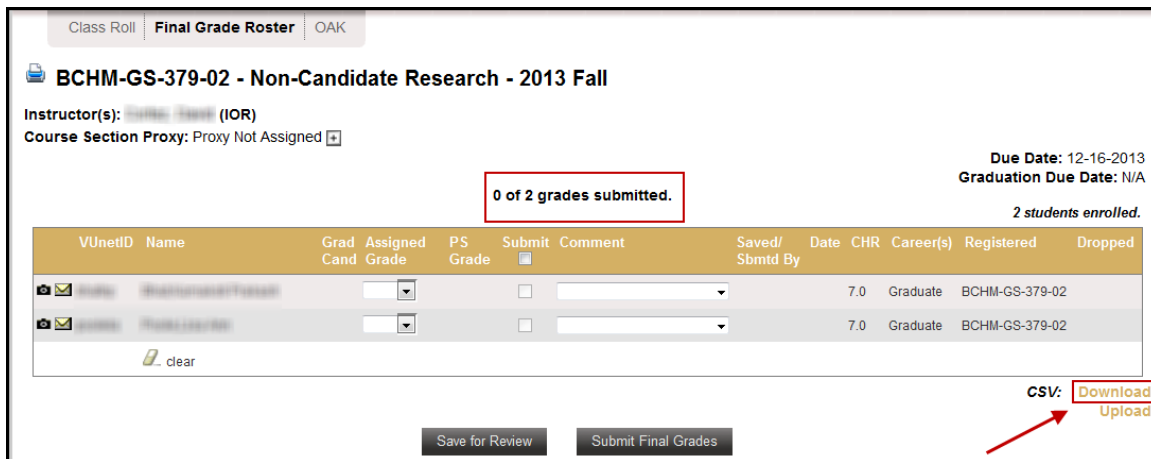 Class Roll Final Grade Roster OAK
BCHM-GS-379-02 - Non-Candidate Research - 2013 Fall
Instructor(s): (IOR)
Course Section Proxy: Proxy Not Assigned +
Due Date: 12-16-2013
Graduation Due Date: N/A
0 of 2 grades submitted.
2 students enrolled.
VUnetID Name Grad Assigned PS Submit Comment Saved/ Date CHR Career(s) Registered Dropped
Cand Grade Grade Sbmtd By
7.0 Graduate BCHM-GS-379-02
7.0 Graduate BCHM-GS-379-02
clear
CSV: Download
Upload
Save for Review Submit Final Grades